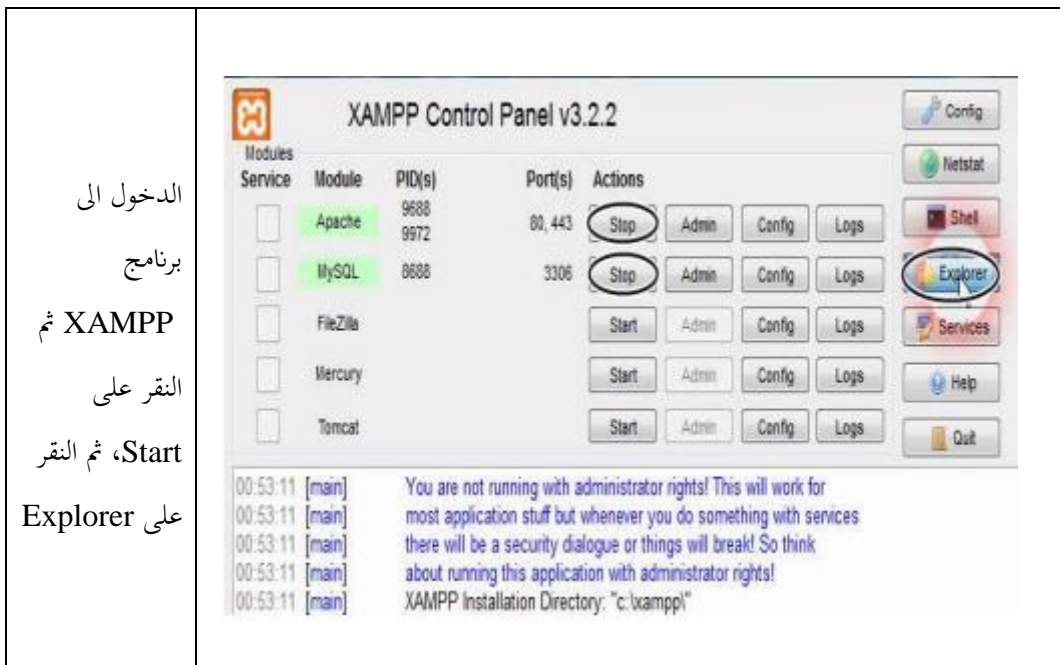 الدخول الى
برنامج
XAMPP ثم
النقر على
Start، ثم النقر
على Explorer
XAMPP Control Panel v3.2.2
Config
Modules
Netstat
Service Module PID(s) Port(s) Actions
Apache 9688 9972 80, 443 Stop Admin Config Logs
Shell
MySQL 8688 3306 Stop Admin Config Logs
Explorer
FileZilla Start Admin Config Logs
Services
Mercury Start Admin Config Logs
Help
Tomcat Start Admin Config Logs
Quit
00:53:11 [main] You are not running with administrator rights! This will work for
00:53:11 [main] most application stuff but whenever you do something with services
00:53:11 [main] there will be a security dialogue or things will break! So think
00:53:11 [main] about running this application with administrator rights!
00:53:11 [main] XAMPP Installation Directory: "c:\xampp\"